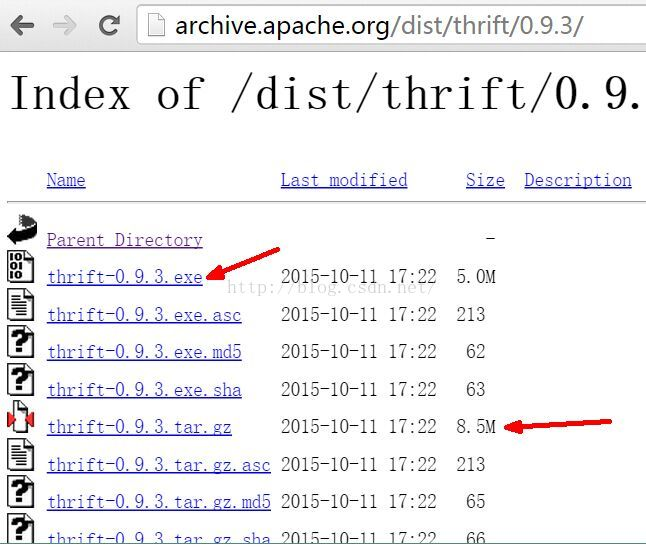 archive.apache.org/dist/thrift/0.9.3/
Index of /dist/thrift/0.9.
Name Last modified Size Description
Parent Directory -
thrift-0.9.3.exe 2015-10-11 17:22 5.0M
http://blog.csdn.net/
thrift-0.9.3.exe.asc 2015-10-11 17:22 213
thrift-0.9.3.exe.md5 2015-10-11 17:22 62
thrift-0.9.3.exe.sha 2015-10-11 17:22 63
thrift-0.9.3.tar.gz 2015-10-11 17:22 8.5M
thrift-0.9.3.tar.gz.asc 2015-10-11 17:22 213
thrift-0.9.3.tar.gz.md5 2015-10-11 17:22 65
thrift-0.9.3.tar.gz.sha 2015-10-11 17:22 66